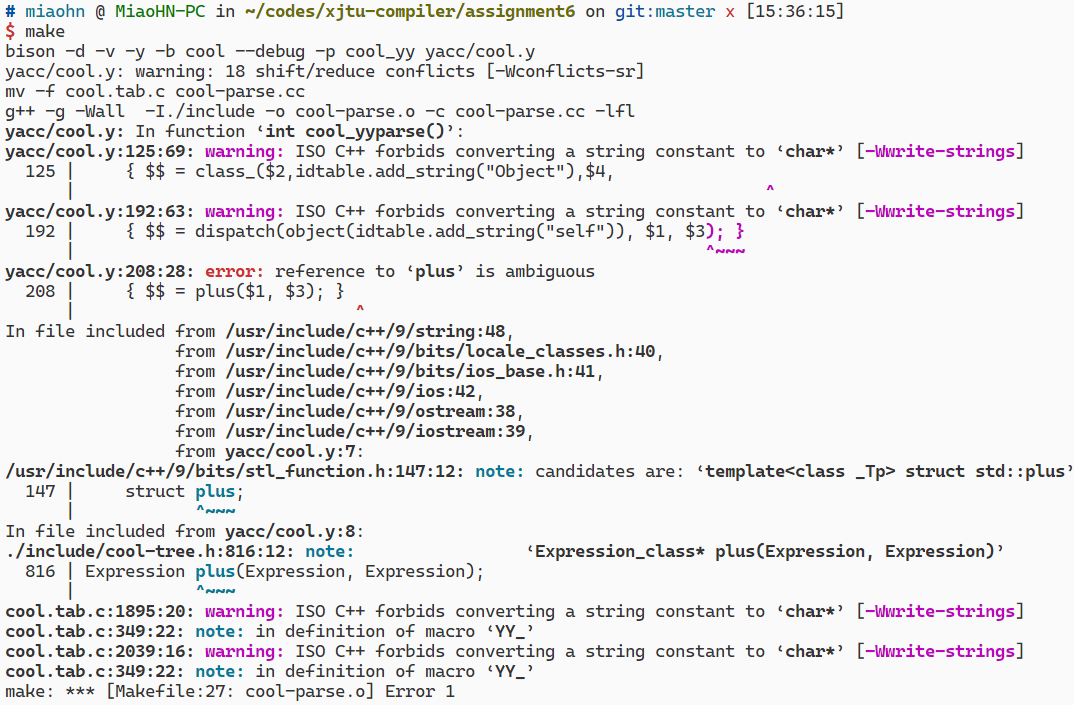 # miaohn @ MiaoHN-PC in ~/codes/xjtu-compiler/assignment6 on git:master x [15:36:15]
$ make
bison -d -v -y -b cool --debug -p cool_yy yacc/cool.y
yacc/cool.y: warning: 18 shift/reduce conflicts [-Wconflicts-sr]
mv -f cool.tab.c cool-parse.cc
g++ -g -Wall  -I./include -o cool-parse.o -c cool-parse.cc -lfl
yacc/cool.y: In function ‘int cool_yyparse()’:
yacc/cool.y:125:69: warning: ISO C++ forbids converting a string constant to ‘char*’ [-Wwrite-strings]
  125 |     { $$ = class_($2,idtable.add_string("Object"),$4,
      |                                                                     ^
yacc/cool.y:192:63: warning: ISO C++ forbids converting a string constant to ‘char*’ [-Wwrite-strings]
  192 |     { $$ = dispatch(object(idtable.add_string("self")), $1, $3); }
      |                                                               ^~~~
yacc/cool.y:208:28: error: reference to ‘plus’ is ambiguous
  208 |     { $$ = plus($1, $3); }
      |                            ^
In file included from /usr/include/c++/9/string:48,
                 from /usr/include/c++/9/bits/locale_classes.h:40,
                 from /usr/include/c++/9/bits/ios_base.h:41,
                 from /usr/include/c++/9/ios:42,
                 from /usr/include/c++/9/ostream:38,
                 from /usr/include/c++/9/iostream:39,
                 from yacc/cool.y:7:
/usr/include/c++/9/bits/stl_function.h:147:12: note: candidates are: ‘template<class _Tp> struct std::plus’
  147 |     struct plus;
      |            ^~~~
In file included from yacc/cool.y:8:
./include/cool-tree.h:816:12: note:                 ‘Expression_class* plus(Expression, Expression)’
  816 | Expression plus(Expression, Expression);
      |            ^~~~
cool.tab.c:1895:20: warning: ISO C++ forbids converting a string constant to ‘char*’ [-Wwrite-strings]
cool.tab.c:349:22: note: in definition of macro ‘YY_’
cool.tab.c:2039:16: warning: ISO C++ forbids converting a string constant to ‘char*’ [-Wwrite-strings]
cool.tab.c:349:22: note: in definition of macro ‘YY_’
make: *** [Makefile:27: cool-parse.o] Error 1